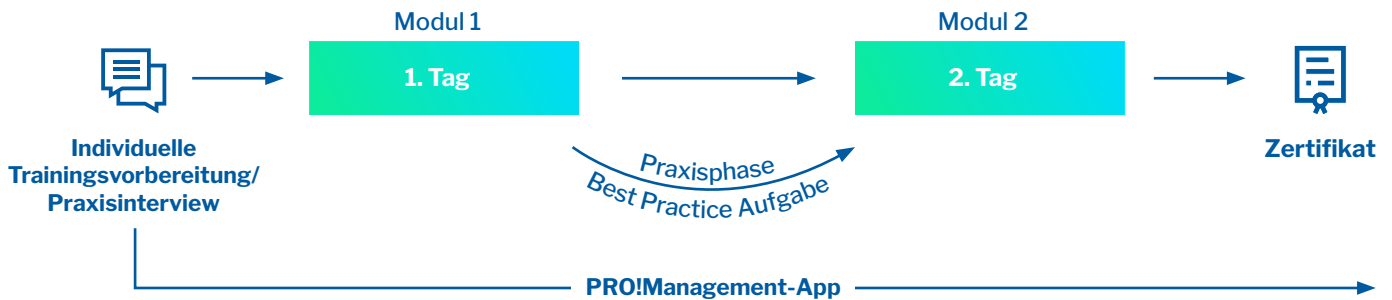 Modul 1
Modul 2
1. Tag
2. Tag
Individuelle
Trainingsvorbereitung/
Praxisinterview
Praxisphase
Best Practice Aufgabe
Zertifikat
PRO!Management-App